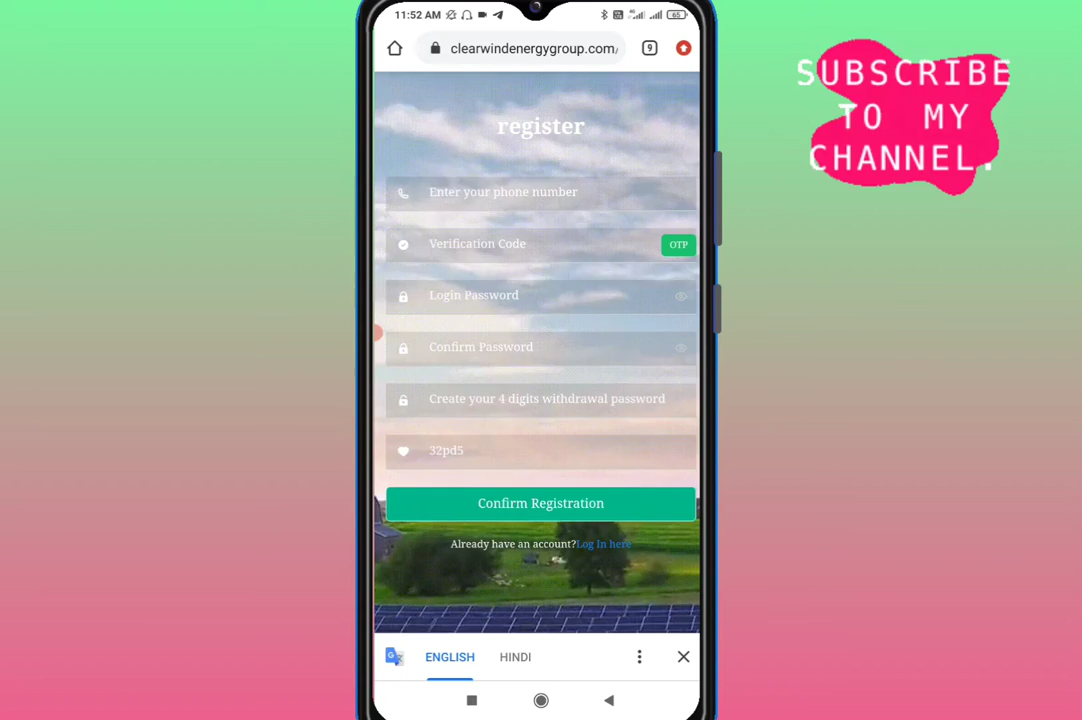 11:52 AM
65
clearwindenergygroup.com/
9
register
Enter your phone number
Verification Code
OTP
Login Password
Confirm Password
Create your 4 digits withdrawal password
32pd5
Confirm Registration
Already have an account?Log In here
ENGLISH
HINDI
SUBSCRIBE
TO MY
CHANNEL.